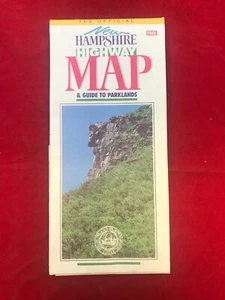 THE OFFICIAL
New
HAMPSHIRE
HIGHWAY
MAP
& GUIDE TO PARKLANDS